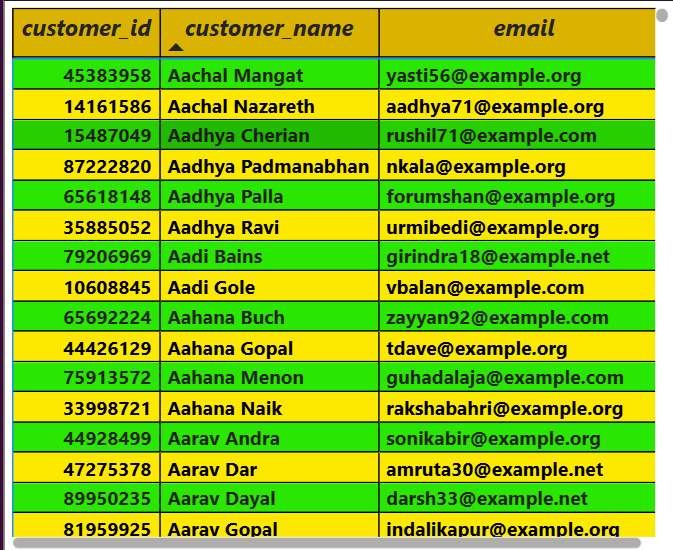 customer_id customer_name email
45383958 Aachal Mangat yasti56@example.org
14161586 Aachal Nazareth aadhya71@example.org
15487049 Aadhya Cherian rushil71@example.com
87222820 Aadhya Padmanabhan nkala@example.org
65618148 Aadhya Palla forumshan@example.org
35885052 Aadhya Ravi urmibedi@example.org
79206969 Aadi Bains girindra18@example.net
10608845 Aadi Gole vbalan@example.com
65692224 Aahana Buch zayyan92@example.com
44426129 Aahana Gopal tdave@example.org
75913572 Aahana Menon guhadalaja@example.com
33998721 Aahana Naik rakshabahri@example.org
44928499 Aarav Andra sonikabir@example.org
47275378 Aarav Dar amruta30@example.net
89950235 Aarav Dayal darsh33@example.net
81959925 Aarav Gopal indalikapur@example.org